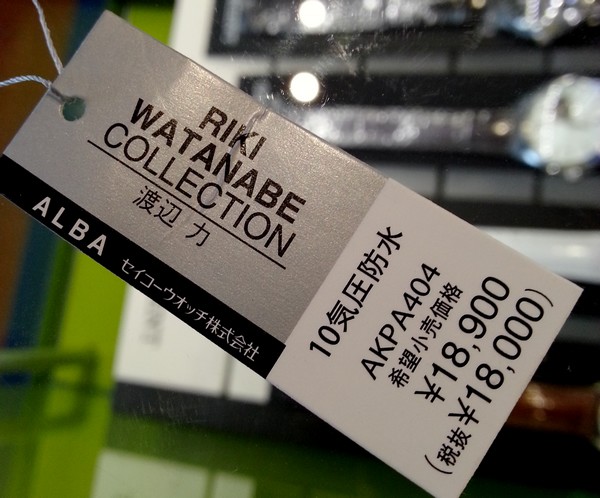 RIKI
WATANABE
COLLECTION
渡辺 力
ALBA セイコーウオッチ株式会社
10気圧防水
AKPA404
希望小売価格
¥18,900
(税抜 ¥18,000)